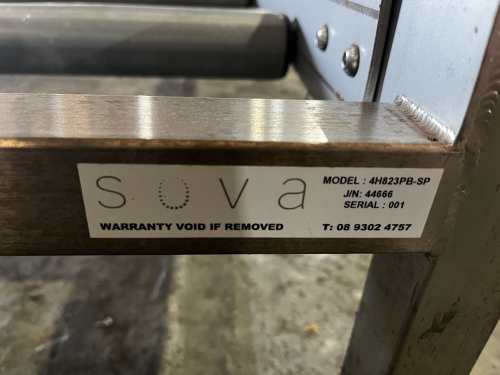 sova
MODEL : 4H823PB-SP
J/N: 44666
SERIAL : 001
WARRANTY VOID IF REMOVED
T: 08 9302 4757